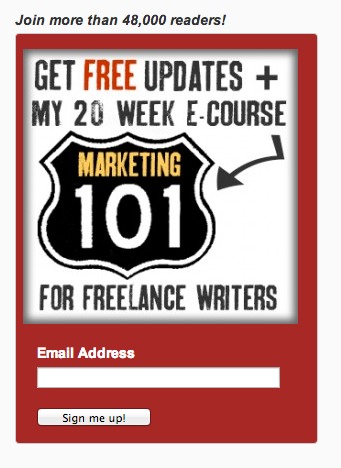 Join more than 48,000 readers!
GET FREE UPDATES +
MY 20 WEEK E-COURSE
MARKETING
101
FOR FREELANCE WRITERS
Email Address
Sign me up!